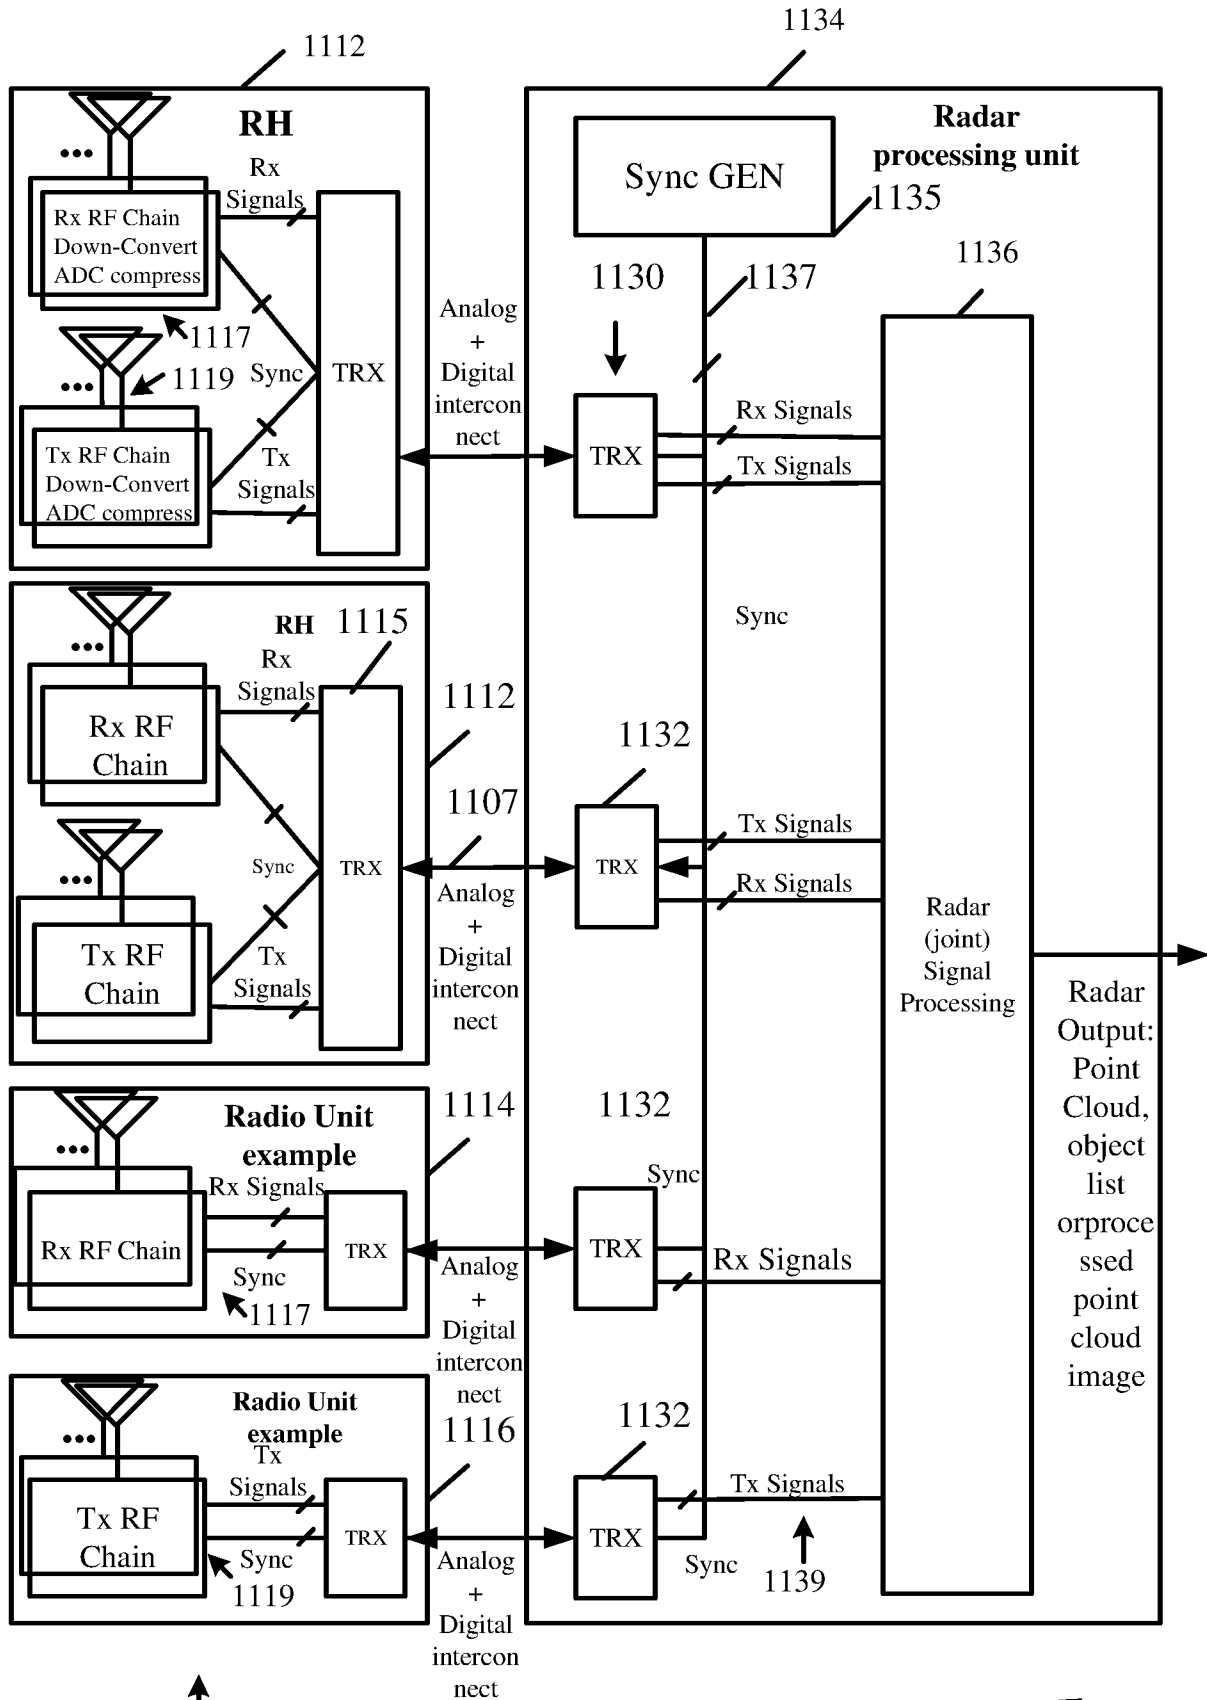 1112
RH
Rx
Signals
Rx RF Chain
Down-Convert
ADC compress
1117
1119
Sync
TRX
Tx RF Chain
Down-Convert
ADC compress
Tx
Signals
Analog
+
Digital
intercon
nect
1134
Radar
processing unit
Sync GEN
1135
1130
1137
1136
TRX
Rx Signals
Tx Signals
Sync
RH
1115
Rx
Signals
Rx RF
Chain
Sync
TRX
Tx RF
Chain
Tx
Signals
1112
1107
Analog
+
Digital
intercon
nect
1132
TRX
Tx Signals
Rx Signals
Radar
(joint)
Signal
Processing
Radar
Output:
Point
Cloud,
object
list
orproce
ssed
point
cloud
image
Radio Unit
example
1114
Rx Signals
Rx RF Chain
TRX
Sync
1117
Analog
+
Digital
intercon
nect
1132
Sync
TRX
Rx Signals
Radio Unit
example
1116
Tx
Signals
Tx RF
Chain
TRX
Sync
1119
Analog
+
Digital
intercon
nect
1132
TRX
Tx Signals
Sync
1139